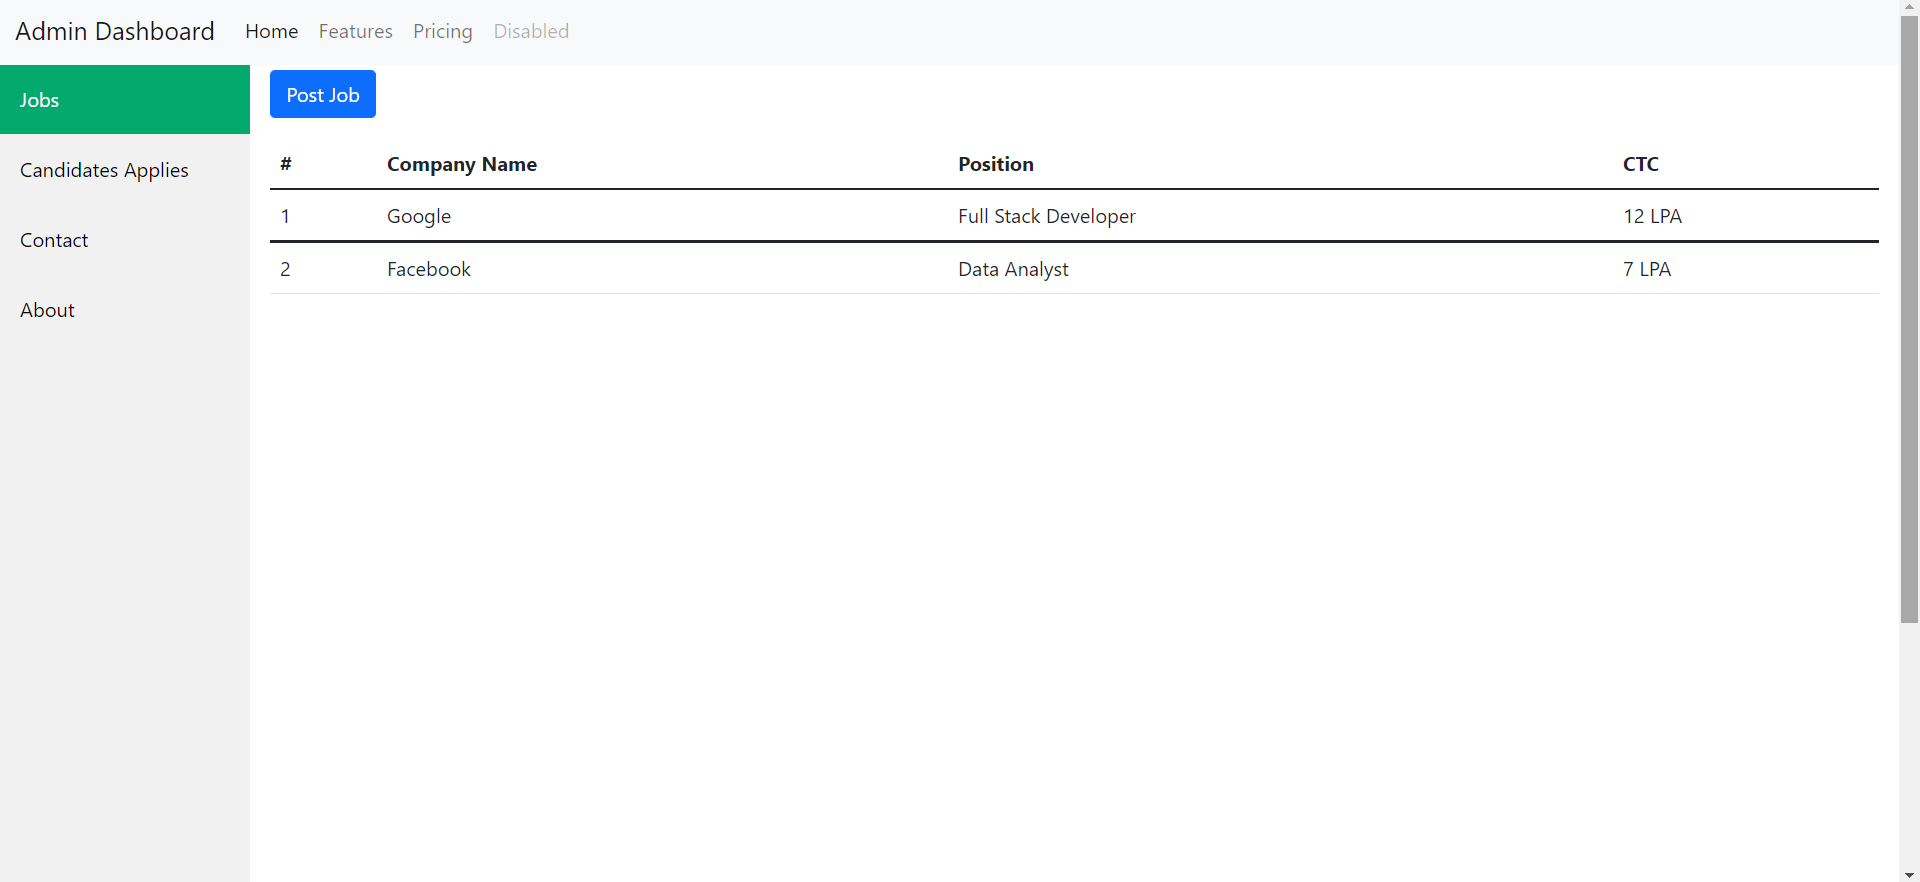 Admin Dashboard Home Features Pricing Disabled
Jobs
Candidates Applies
Contact
About
Post Job
# Company Name Position CTC
1 Google Full Stack Developer 12 LPA
2 Facebook Data Analyst 7 LPA